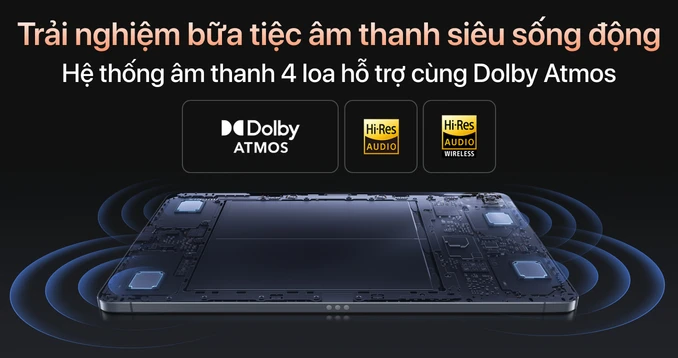 Trải nghiệm bữa tiệc âm thanh siêu sống động
Hệ thống âm thanh 4 loa hỗ trợ cùng Dolby Atmos
Dolby
ATMOS
Hi-Res
AUDIO
Hi-Res
AUDIO
WIRELESS